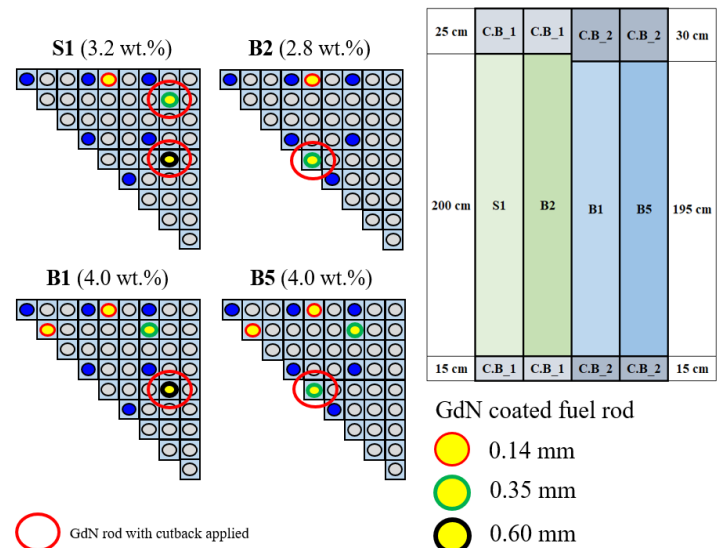 S1 (3.2 wt.%)
B2 (2.8 wt.%)
B1 (4.0 wt.%)
B5 (4.0 wt.%)
GdN rod with cutback applied
25 cm C.B_1 C.B_1 C.B_2 C.B_2 30 cm
200 cm S1 B2 B1 B5 195 cm
15 cm C.B_1 C.B_1 C.B_2 C.B_2 15 cm
GdN coated fuel rod
0.14 mm
0.35 mm
0.60 mm